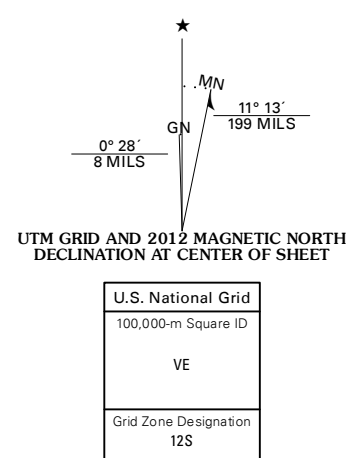 ★
MN
11° 13´
199 MILS
GN
0° 28´
8 MILS
UTM GRID AND 2012 MAGNETIC NORTH
DECLINATION AT CENTER OF SHEET
U.S. National Grid
100,000-m Square ID
VE
Grid Zone Designation
12S